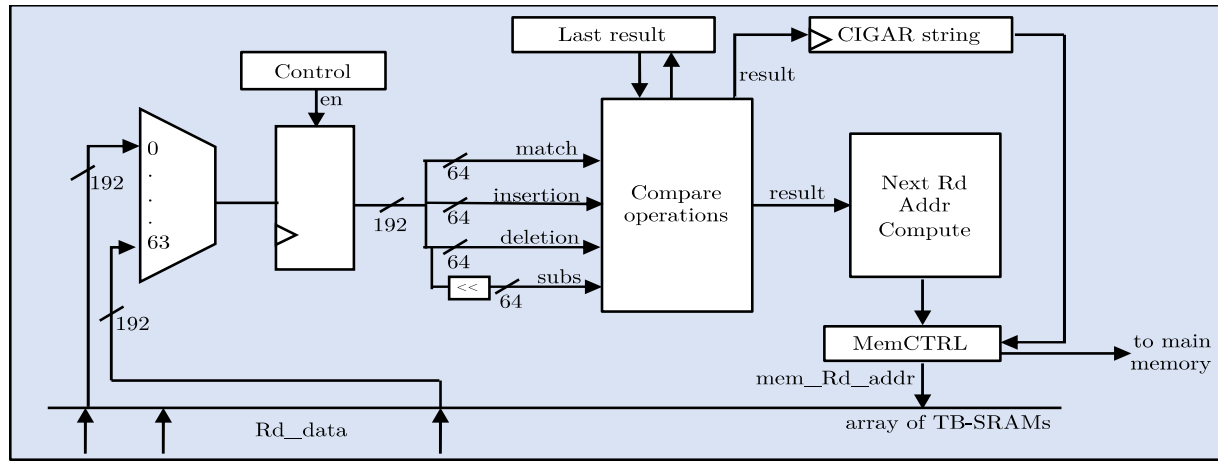 Last result
CIGAR string
Control
result
en
0
match
192
.
64
Next Rd
.
Compare
Addr
.
insertion
operations
result
Compute
192
64
63
deletion
64
<<
subs
64
192
to main
MemCTRL
memory
mem_Rd_addr
array of TB-SRAMs
Rd_data